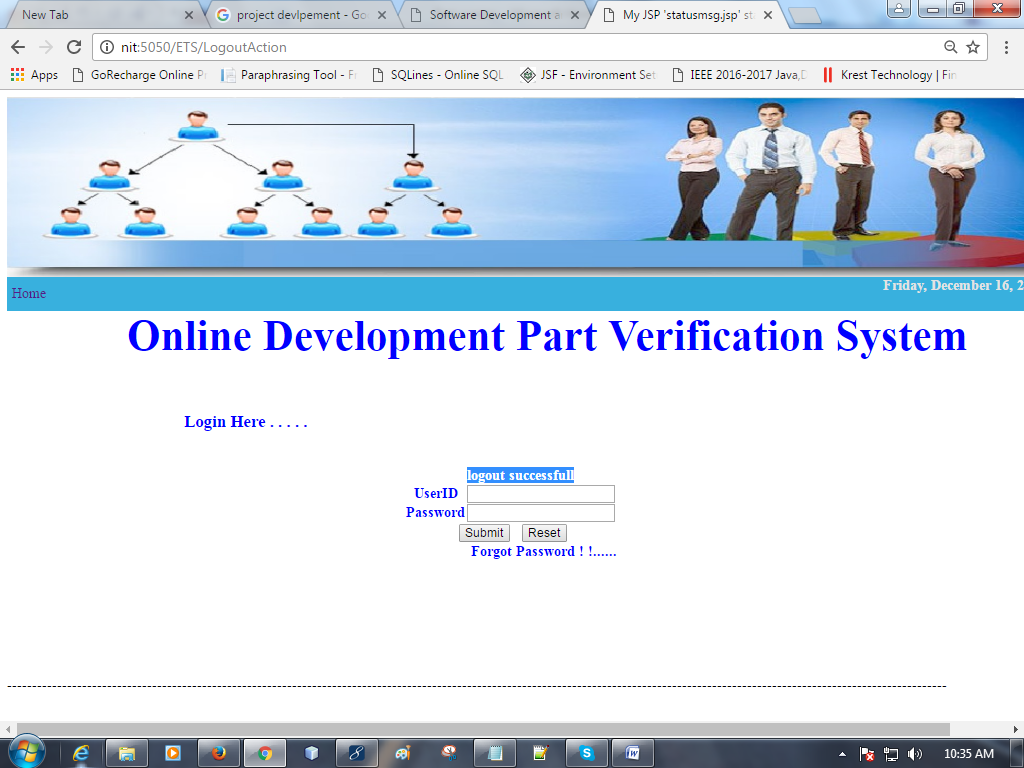 New Tab
project devlpement - Go
Software Development a
My JSP 'statusmsg.jsp' st
nit:5050/ETS/LogoutAction
Apps
GoRecharge Online P
Paraphrasing Tool - F
SQLines - Online SQL
JSF - Environment Set
IEEE 2016-2017 Java,D
Krest Technology | Fin
Home
Friday, December 16, 2
Online Development Part Verification System
Login Here . . . . .
logout successfull
UserID
Password
Submit Reset
Forgot Password ! !......
10:35 AM